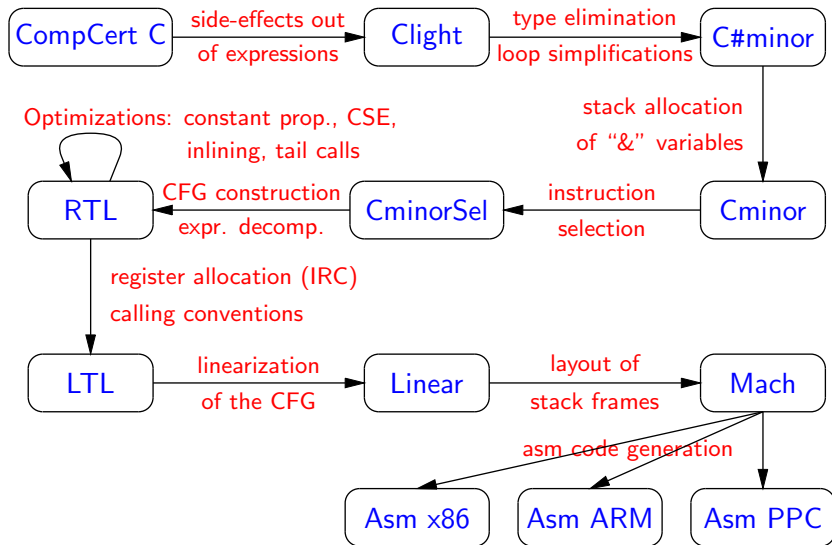 CompCert C
side-effects out
of expressions
Clight
type elimination
loop simplifications
C#minor
stack allocation
of “&” variables
Optimizations: constant prop., CSE,
inlining, tail calls
RTL
CFG construction
expr. decomp.
CminorSel
instruction
selection
Cminor
register allocation (IRC)
calling conventions
LTL
linearization
of the CFG
Linear
layout of
stack frames
Mach
asm code generation
Asm x86
Asm ARM
Asm PPC